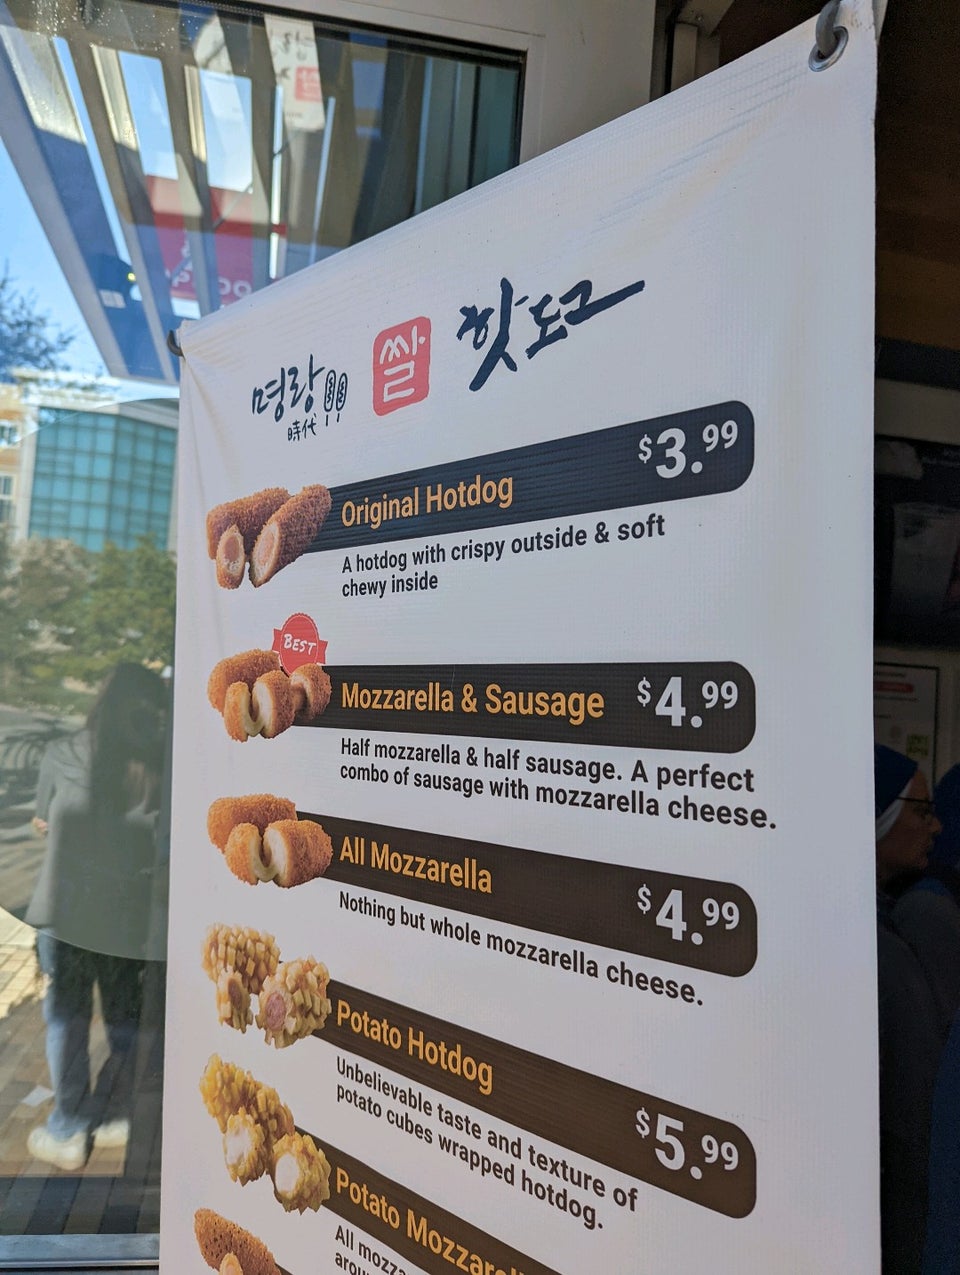 명랑 쌀 핫도그
時代
Original Hotdog $3.99
A hotdog with crispy outside & soft
chewy inside
BEST
Mozzarella & Sausage $4.99
Half mozzarella & half sausage. A perfect
combo of sausage with mozzarella cheese.
All Mozzarella $4.99
Nothing but whole mozzarella cheese.
Potato Hotdog $5.99
Unbelievable taste and texture of
potato cubes wrapped hotdog.
Potato
All